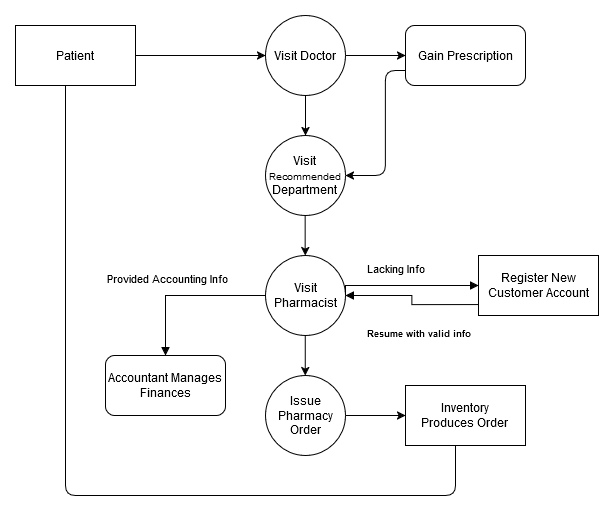 Patient
Visit Doctor
Gain Prescription
Visit
Recommended
Department
Provided Accounting Info
Lacking Info
Visit
Pharmacist
Register New
Customer Account
Resume with valid info
Accountant Manages
Finances
Issue
Pharmacy
Order
Inventory
Produces Order